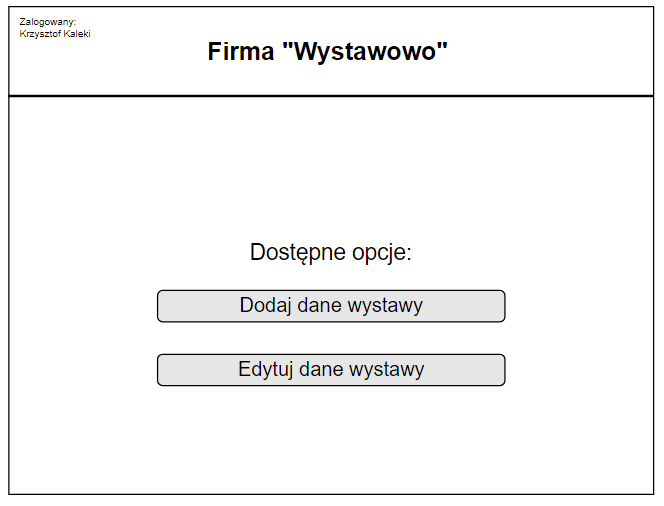 Zalogowany:
Krzysztof Kaleki
Firma "Wystawowo"
Dostępne opcje:
Dodaj dane wystawy
Edytuj dane wystawy